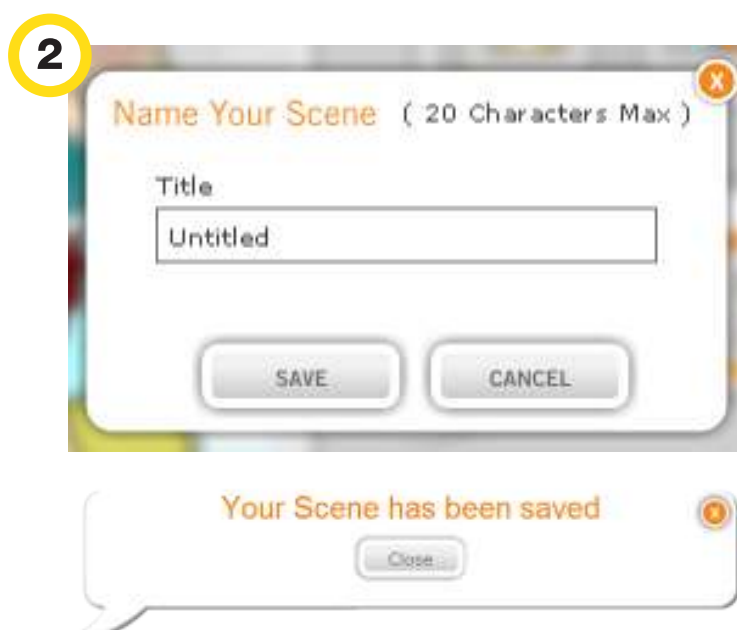 2
X
Name Your Scene ( 20 Characters Max )
Title
Untitled
SAVE CANCEL
Your Scene has been saved
X
Close